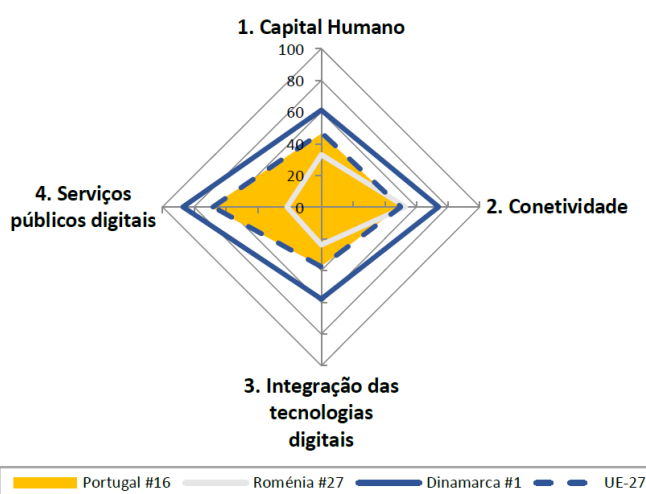 1. Capital Humano
100
80
60
40
20
0
2. Conetividade
4. Serviços
públicos digitais
3. Integração das
tecnologias
digitais
Portugal #16 Roménia #27 Dinamarca #1 UE-27